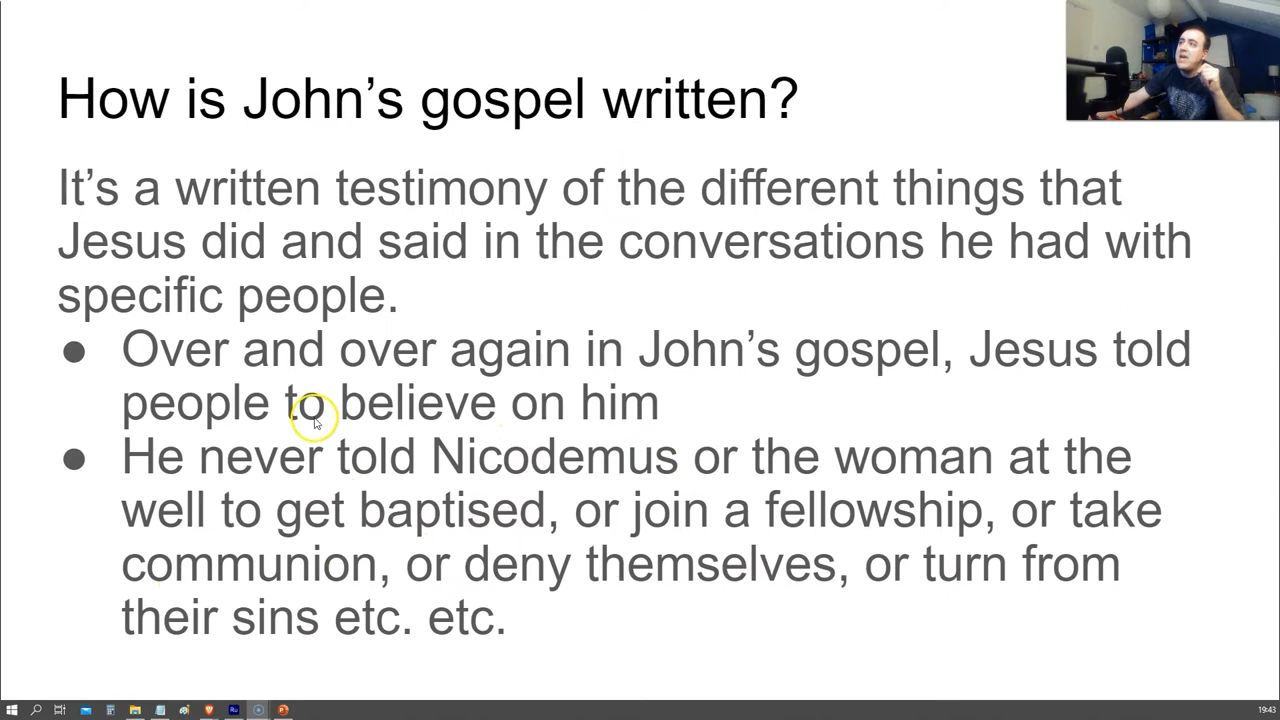 How is John’s gospel written?
It’s a written testimony of the different things that
Jesus did and said in the conversations he had with
specific people.
● Over and over again in John’s gospel, Jesus told
people to believe on him
● He never told Nicodemus or the woman at the
well to get baptised, or join a fellowship, or take
communion, or deny themselves, or turn from
their sins etc. etc.
19:43